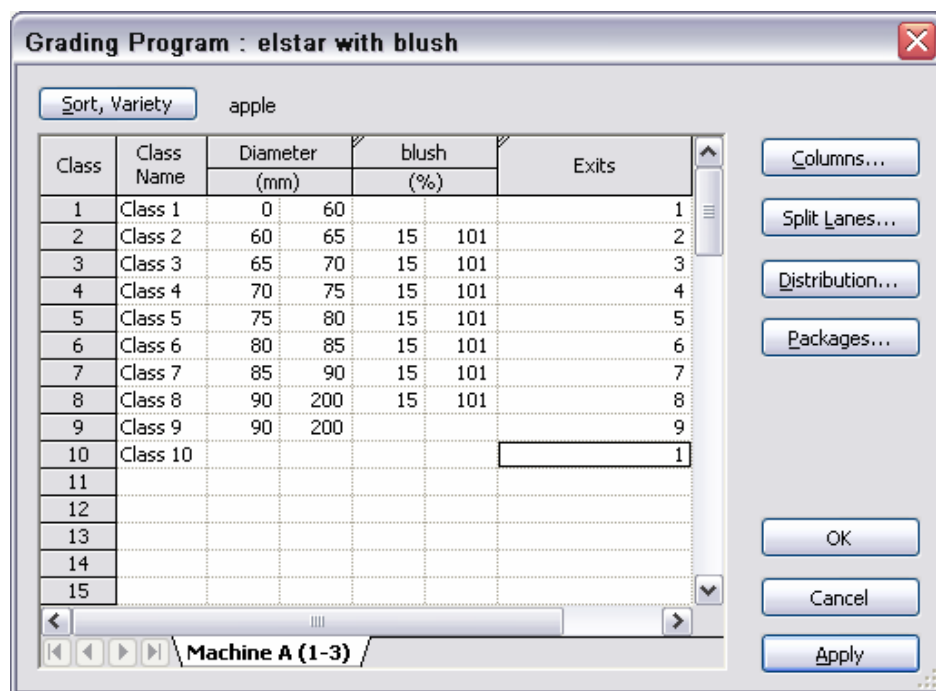 Grading Program : elstar with blush
Sort, Variety apple
Class Class Name Diameter (mm) blush (%) Exits
1 Class 1 0 60 1
2 Class 2 60 65 15 101 2
3 Class 3 65 70 15 101 3
4 Class 4 70 75 15 101 4
5 Class 5 75 80 15 101 5
6 Class 6 80 85 15 101 6
7 Class 7 85 90 15 101 7
8 Class 8 90 200 15 101 8
9 Class 9 90 200 9
10 Class 10 1
11
12
13
14
15
Machine A (1-3)
Columns...
Split Lanes...
Distribution...
Packages...
OK
Cancel
Apply